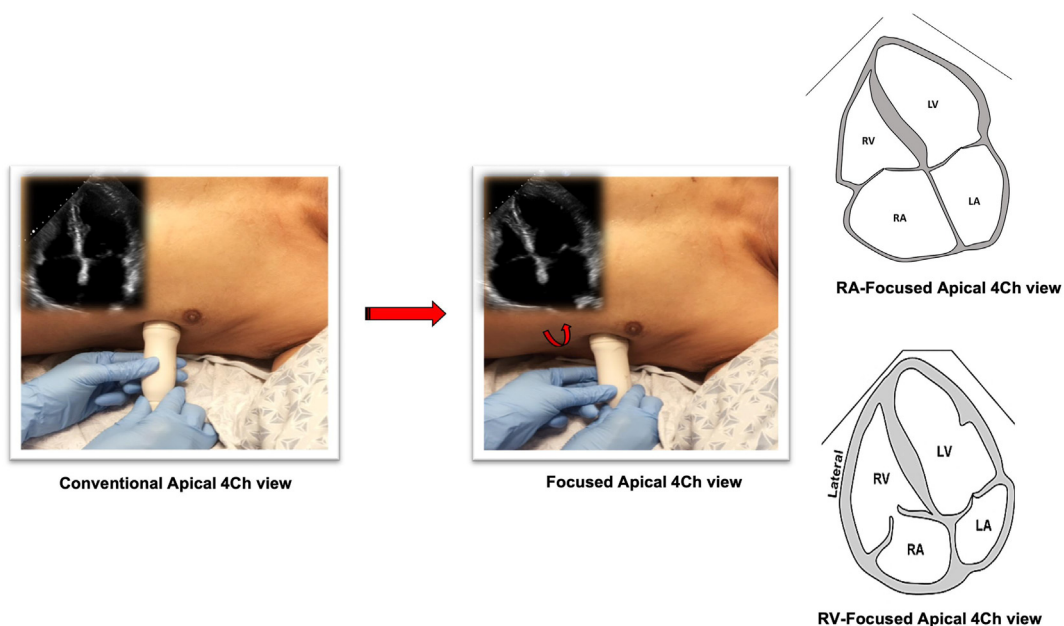 Conventional Apical 4Ch view
Focused Apical 4Ch view
LV
RV
LA
RA
RA-Focused Apical 4Ch view
Lateral
RV
LV
RA
LA
RV-Focused Apical 4Ch view